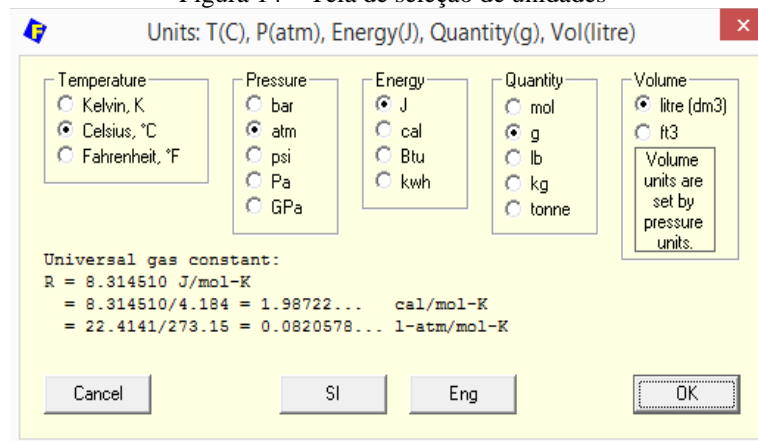 Figura 14 - Tela de seleção de unidades
Units: T(C), P(atm), Energy(J), Quantity(g), Vol(litre)
Temperature
Kelvin, K
Celsius, °C
Fahrenheit, °F
Pressure
bar
atm
psi
Pa
GPa
Energy
J
cal
Btu
kwh
Quantity
mol
g
lb
kg
tonne
Volume
litre (dm3)
ft3
Volume
units are
set by
pressure
units.
Universal gas constant:
R = 8.314510 J/mol-K
= 8.314510/4.184 = 1.98722... cal/mol-K
= 22.4141/273.15 = 0.0820578... l-atm/mol-K
Cancel
SI
Eng
OK